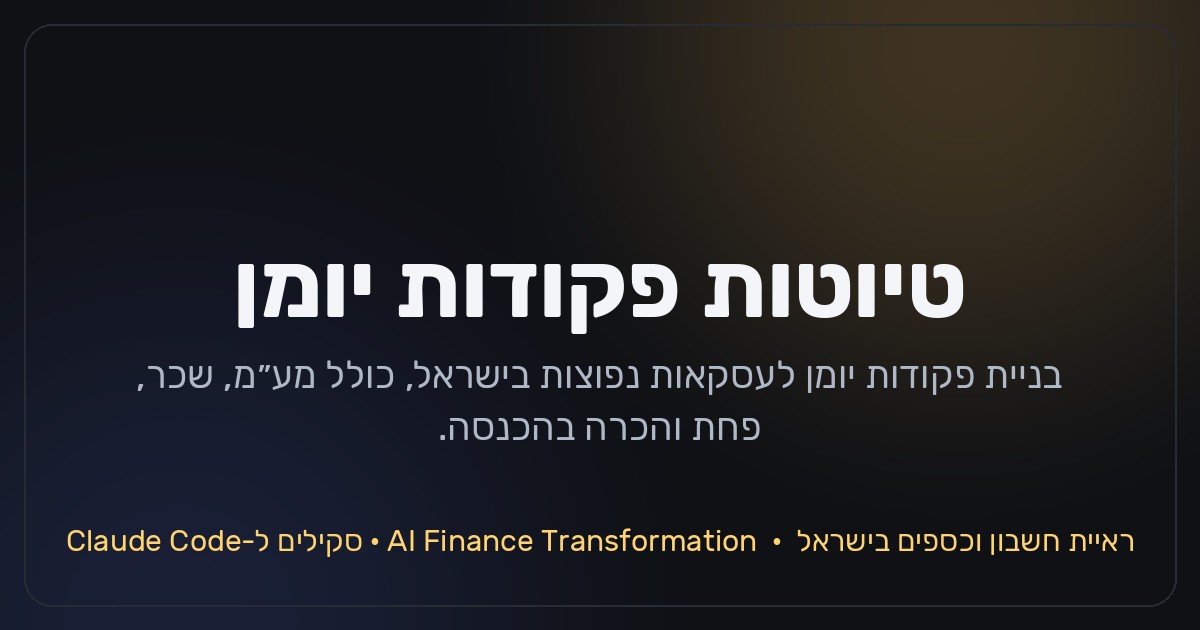 טיוטות פקודות יומן
בניית פקודות יומן לעסקאות נפוצות בישראל, כולל מע״מ, שכר,
פחת והכרה בהכנסה.
ראיית חשבון וכספים בישראל • AI Finance Transformation • סקילים ל-Claude Code